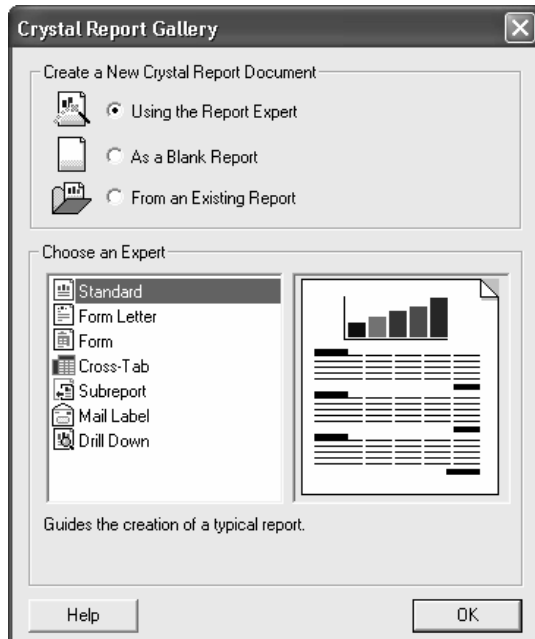 Crystal Report Gallery
Create a New Crystal Report Document
Using the Report Expert
As a Blank Report
From an Existing Report
Choose an Expert
Standard
Form Letter
Form
Cross-Tab
Subreport
Mail Label
Drill Down
Guides the creation of a typical report.
Help
OK